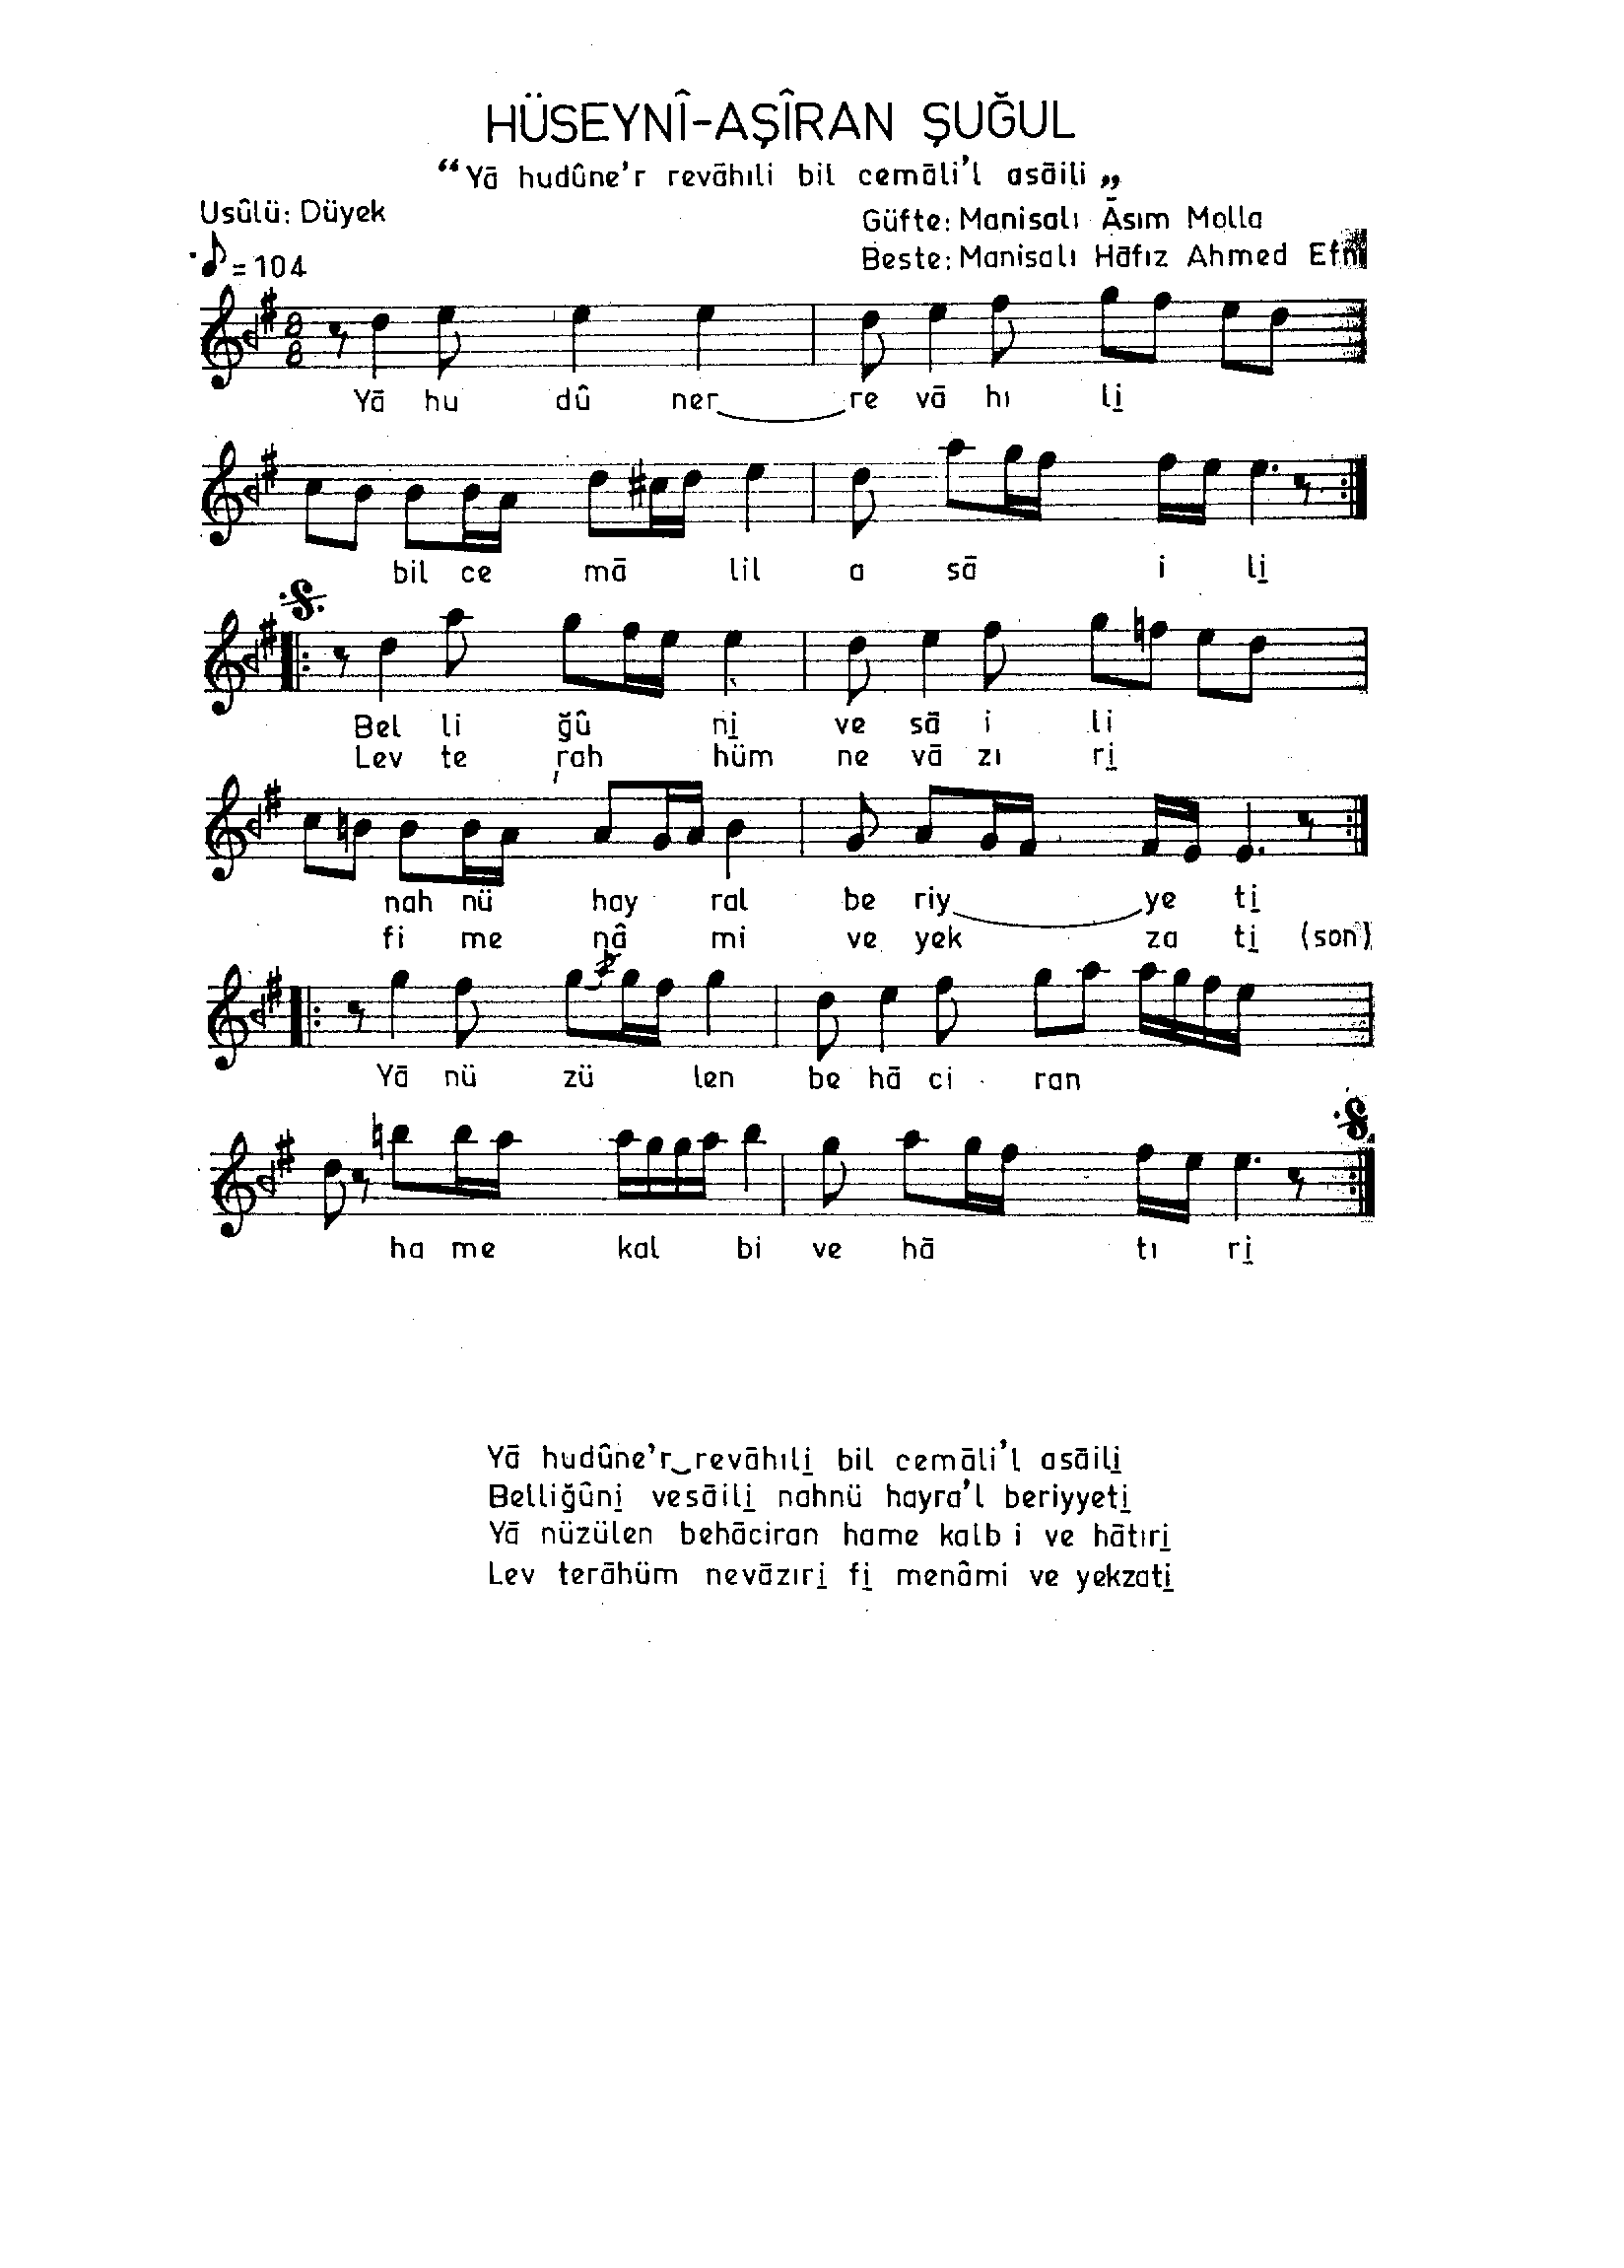 HÜSEYNÎ-AŞÎRAN ŞUĞUL
“Yā hudûne'r revāhıli bil cemāli'l asāili„
Usûlü: Düyek
Güfte: Manisalı Āsım Molla
♪=104
Beste: Manisalı Hāfız Ahmed
8
8
Yā hu dû ner re vā hı li̱
bil ce mā lil a sā i li̱
Bel li ğû ni̱ ve sā i li
Lev te rah hüm ne vā zı ri̱
nah nü hay ral be riy ye ti̱
fi me nâ mi ve yek za ti̱ (son)
Yā nü zü len be hā ci ran
ha me kal bi ve hā tı ri̱
Yā hudûne'r‿revāhıli̱ bil cemāli'l asāili̱
Belliğûni̱ vesāili̱ nahnü hayra'l beriyyeti̱
Yā nüzülen behāciran hame kalb i ve hātıri̱
Lev terāhüm nevāzıri̱ fi̱ menâmi ve yekzati̱